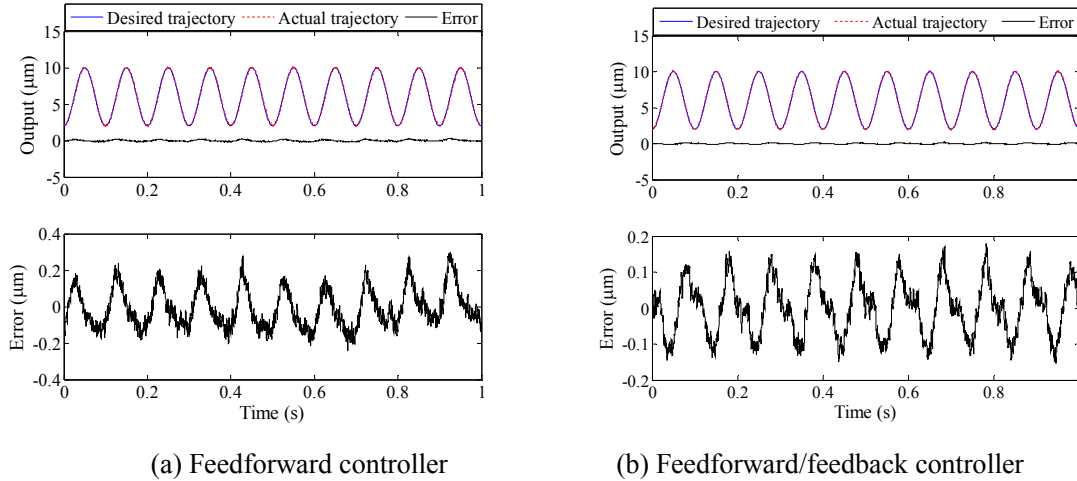 Desired trajectory Actual trajectory Error
15
10
5
0
-5
Output (μm)
0 0.2 0.4 0.6 0.8 1
0.4
0.2
0
-0.2
-0.4
Error (μm)
0 0.2 0.4 0.6 0.8 1
Time (s)
(a) Feedforward controller
Desired trajectory Actual trajectory Error
15
10
5
0
-5
Output (μm)
0 0.2 0.4 0.6 0.8
0.2
0.1
0
-0.1
-0.2
Error (μm)
0 0.2 0.4 0.6 0.8
Time (s)
(b) Feedforward/feedback controller